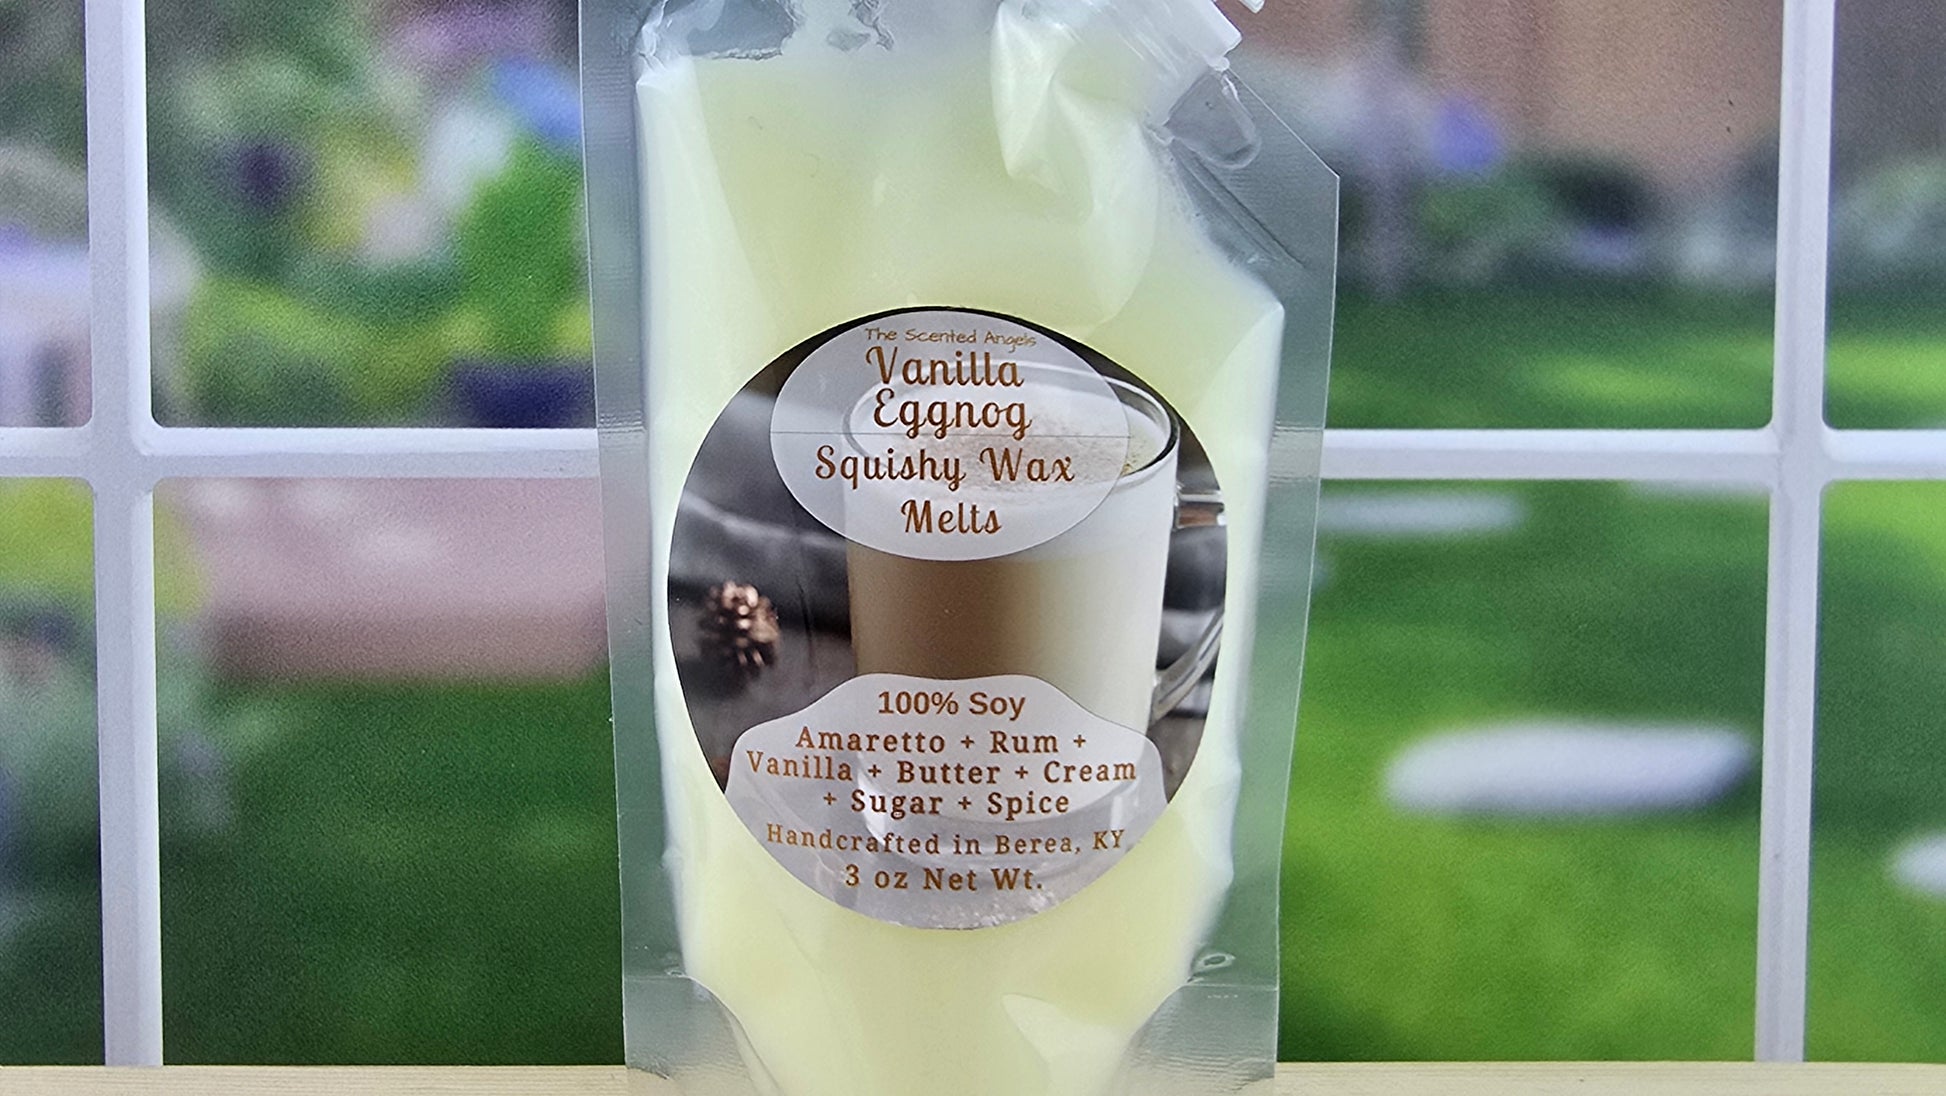 The Scented Angels
Vanilla
Eggnog
Squishy Wax
Melts
100% Soy
Amaretto + Rum +
Vanilla + Butter + Cream
+ Sugar + Spice
Handcrafted in Berea, KY
3 oz Net Wt.